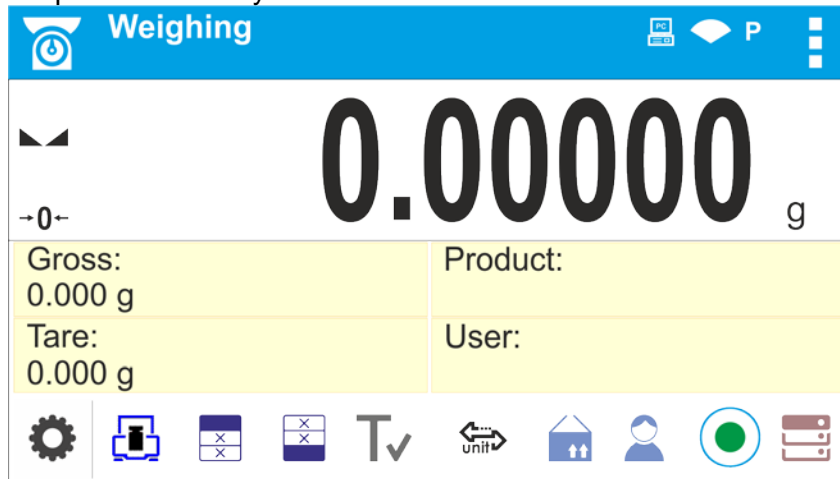 Weighing
PC
P
0.00000 g
→0←
Gross:
0.000 g
Product:
Tare:
0.000 g
User:
T
unit